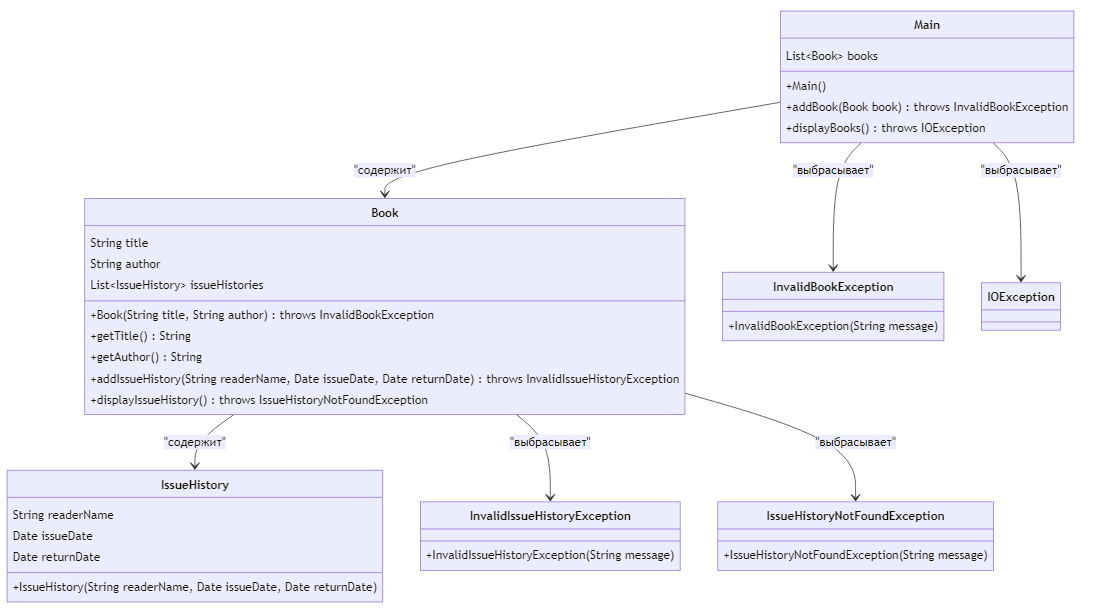 Main
List<Book> books
+Main()
+addBook(Book book) : throws InvalidBookException
+displayBooks() : throws IOException
"содержит"
"выбрасывает"
"выбрасывает"
Book
String title
String author
List<IssueHistory> issueHistories
+Book(String title, String author) : throws InvalidBookException
+getTitle() : String
+getAuthor() : String
+addIssueHistory(String readerName, Date issueDate, Date returnDate) : throws InvalidIssueHistoryException
+displayIssueHistory() : throws IssueHistoryNotFoundException
InvalidBookException
+InvalidBookException(String message)
IOException
"содержит"
"выбрасывает"
"выбрасывает"
IssueHistory
String readerName
Date issueDate
Date returnDate
+IssueHistory(String readerName, Date issueDate, Date returnDate)
InvalidIssueHistoryException
+InvalidIssueHistoryException(String message)
IssueHistoryNotFoundException
+IssueHistoryNotFoundException(String message)